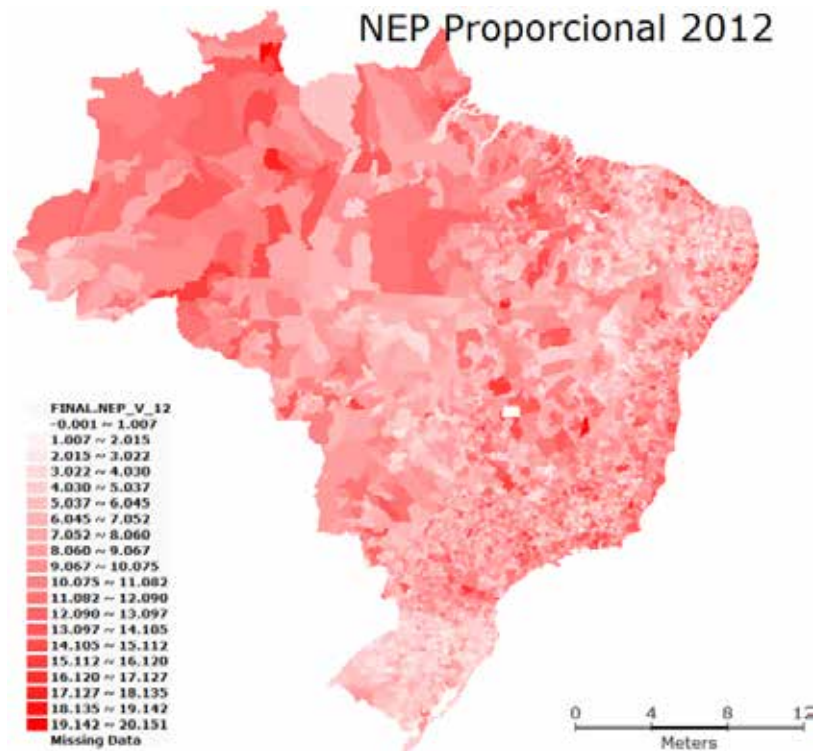 NEP Proporcional 2012
FINAL.NEP_V_12
-0.001 ~ 1.007
1.007 ~ 2.015
2.015 ~ 3.022
3.022 ~ 4.030
4.030 ~ 5.037
5.037 ~ 6.045
6.045 ~ 7.052
7.052 ~ 8.060
8.060 ~ 9.067
9.067 ~ 10.075
10.075 ~ 11.082
11.082 ~ 12.090
12.090 ~ 13.097
13.097 ~ 14.105
14.105 ~ 15.112
15.112 ~ 16.120
16.120 ~ 17.127
17.127 ~ 18.135
18.135 ~ 19.142
19.142 ~ 20.151
Missing Data
0 4 8 12
Meters